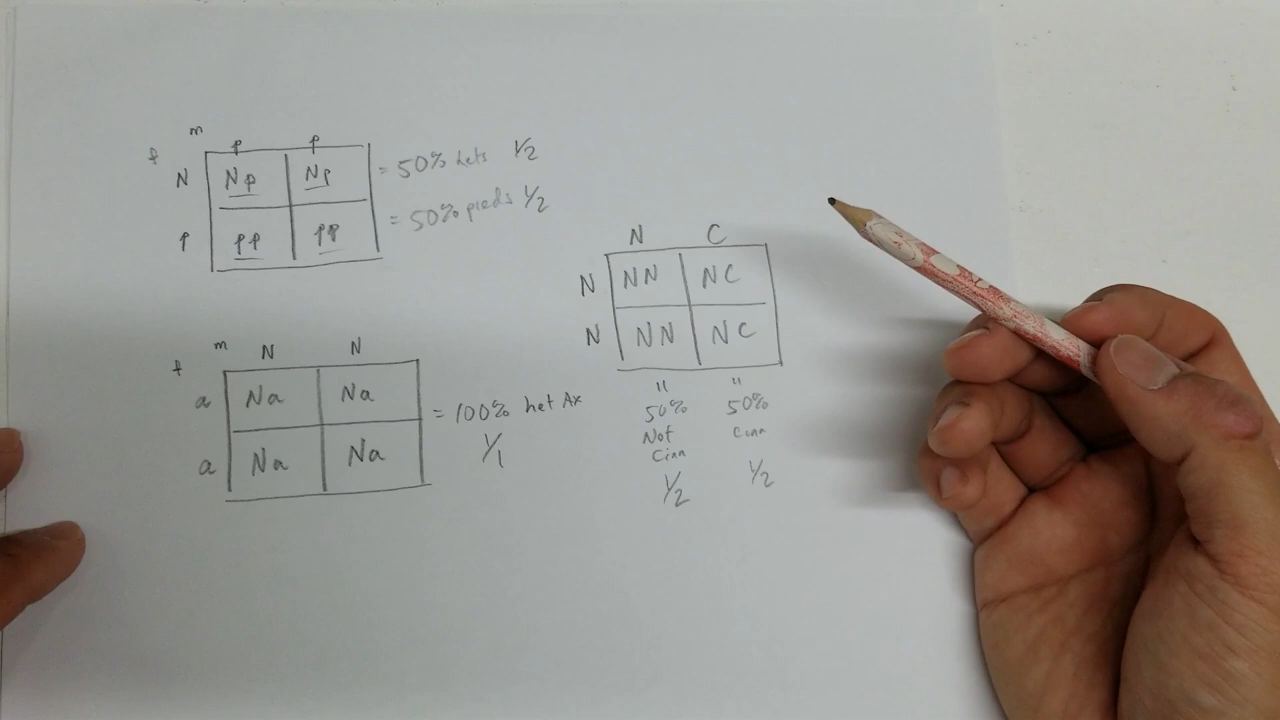 m
p p
f
N Np Np = 50% hets 1/2
p pp pp = 50% pieds 1/2
N C
N NN NC
N NN NC
" "
50% 50%
Not Cinn
Cinn
1/2 1/2
m
N N
f
a Na Na = 100% het Ax
a Na Na 1/1